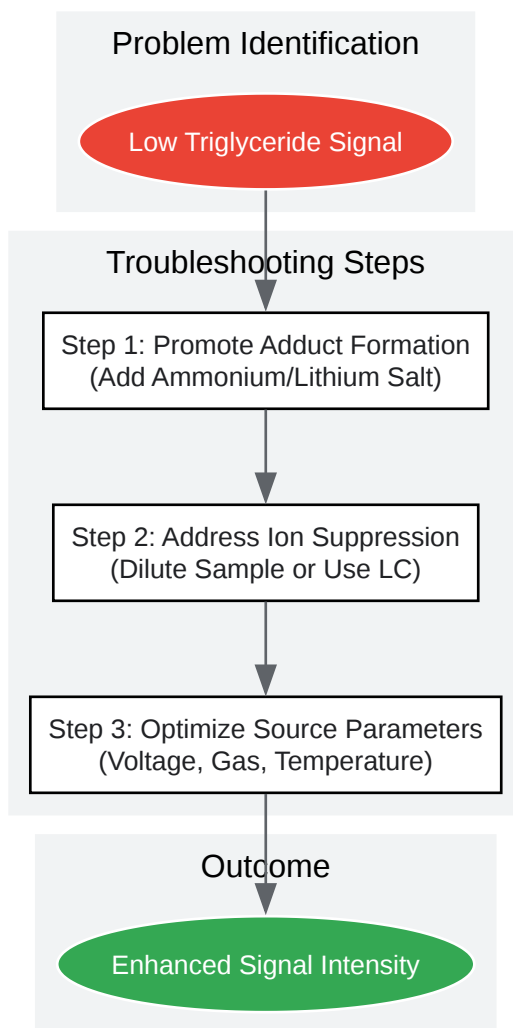 Problem Identification
Low Triglyceride Signal
Troubleshooting Steps
Step 1: Promote Adduct Formation
(Add Ammonium/Lithium Salt)
Step 2: Address Ion Suppression
(Dilute Sample or Use LC)
Step 3: Optimize Source Parameters
(Voltage, Gas, Temperature)
Outcome
Enhanced Signal Intensity